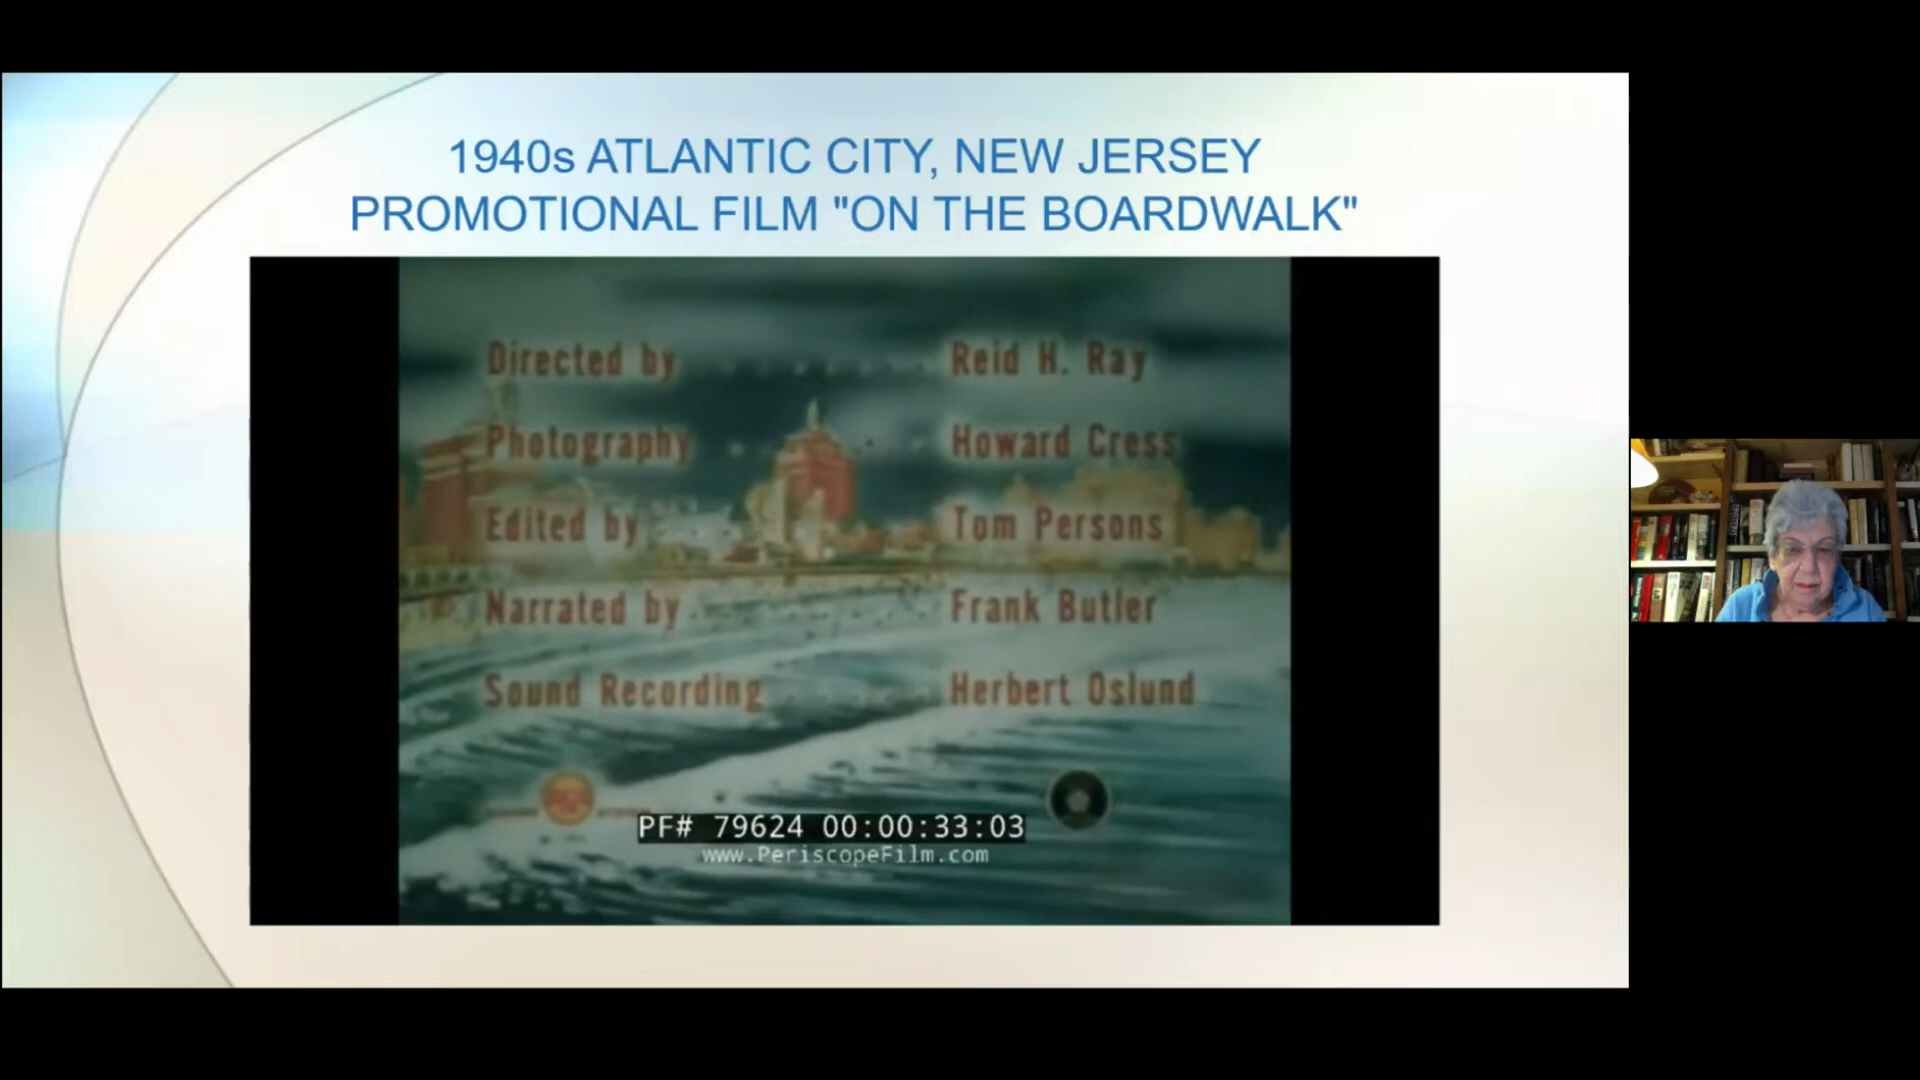 1940s ATLANTIC CITY, NEW JERSEY
PROMOTIONAL FILM "ON THE BOARDWALK"
Directed by Reid H. Ray
Photography Howard Cress
Edited by Tom Persons
Narrated by Frank Butler
Sound Recording Herbert Oslund
PF# 79624 00:00:33:03
www.PeriscopeFilm.com